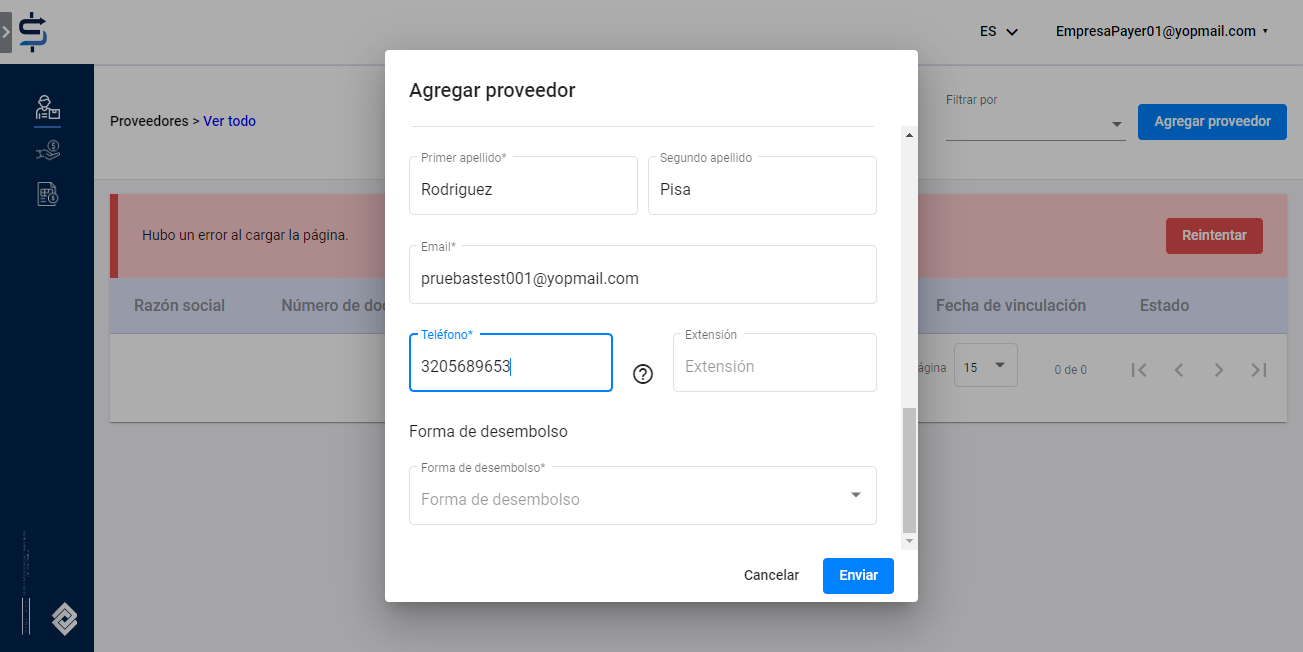 ES
EmpresaPayer01@yopmail.com
Proveedores > Ver todo
Filtrar por
Agregar proveedor
Hubo un error al cargar la página.
Reintentar
Razón social
Número de doc
Fecha de vinculación
Estado
ágina
15
0 de 0
Agregar proveedor
Primer apellido*
Segundo apellido
Rodriguez
Pisa
Email*
pruebastest001@yopmail.com
Teléfono*
Extensión
3205689653
Extensión
Forma de desembolso
Forma de desembolso*
Forma de desembolso
Cancelar
Enviar